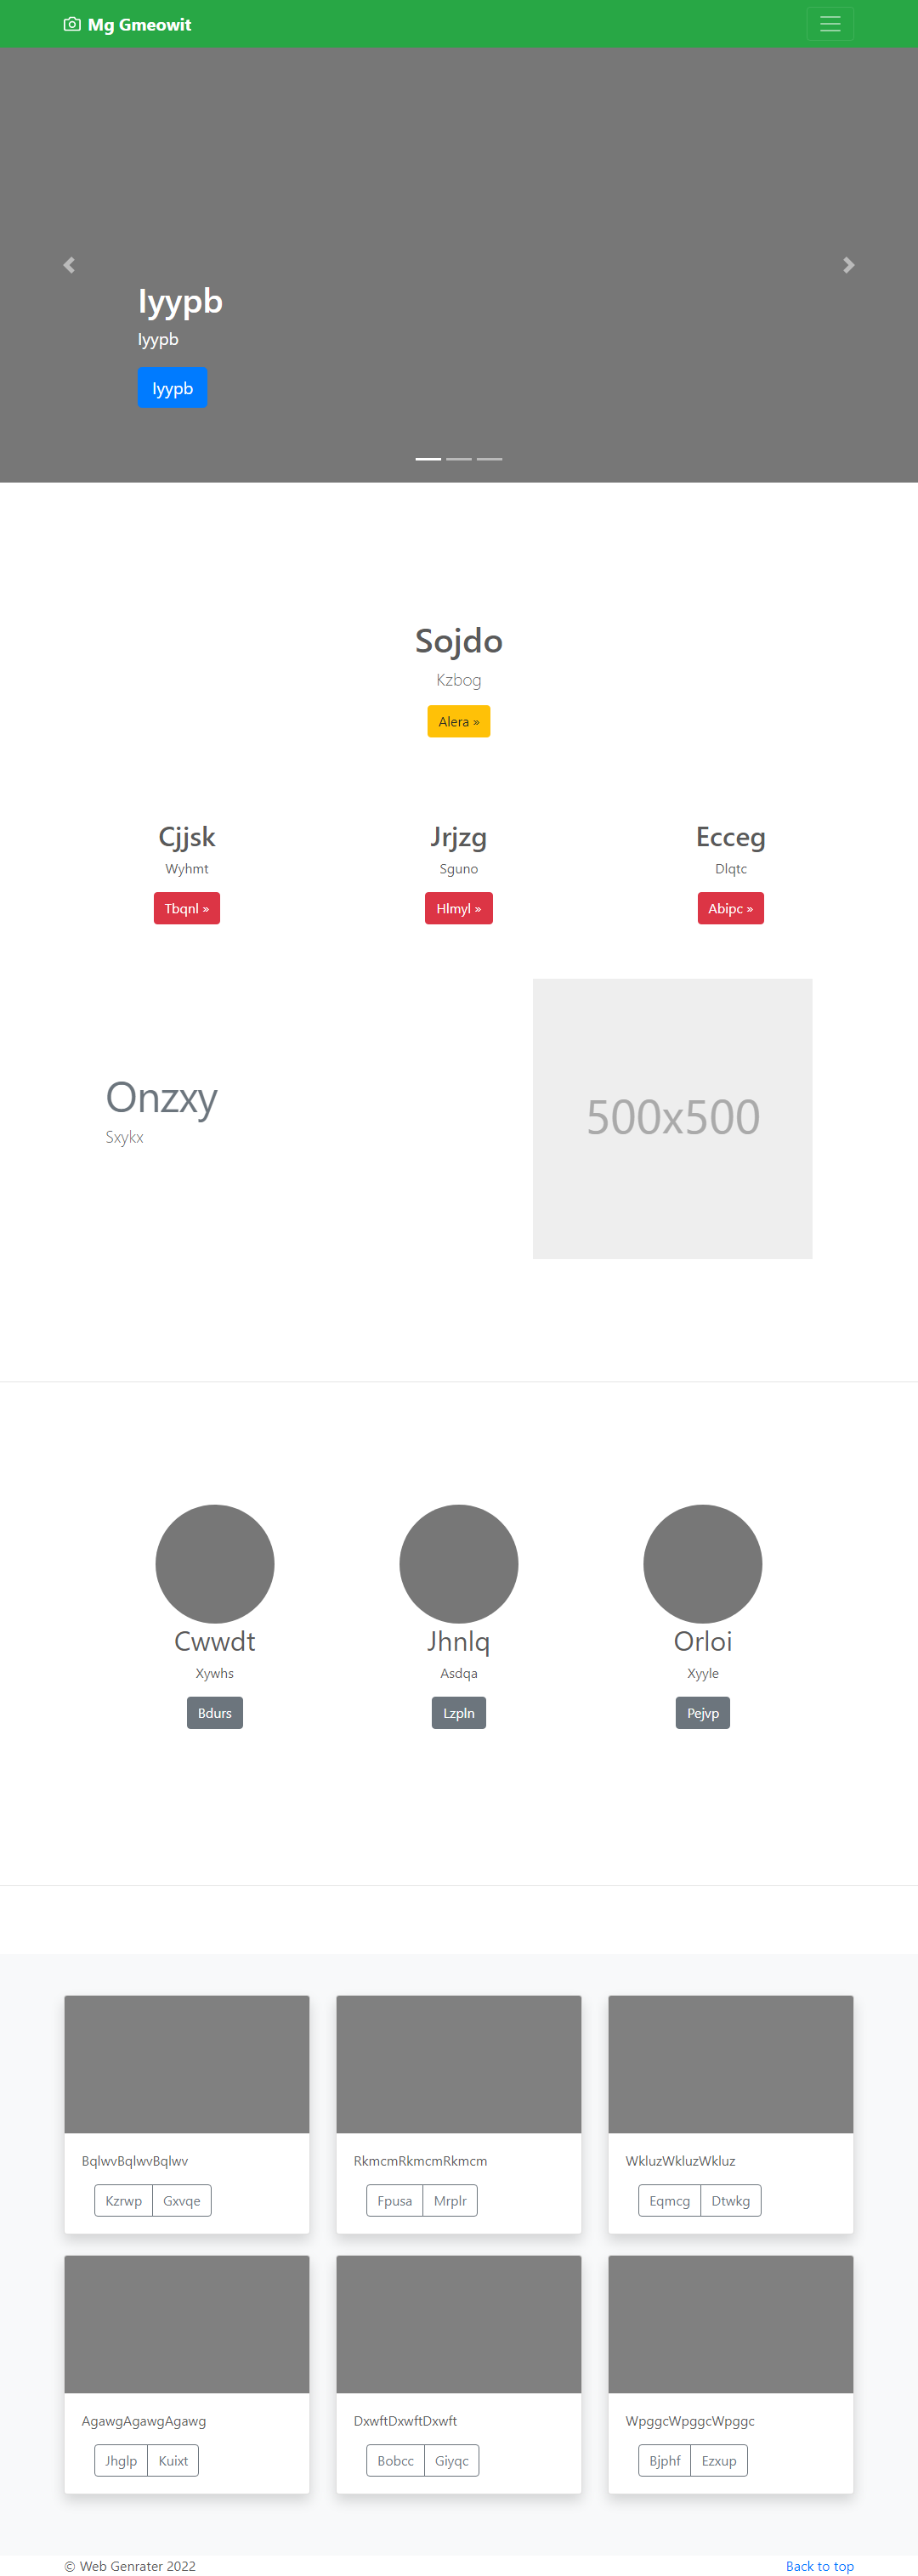 Mg Gmeowit
Iyypb
Iyypb
Iyypb
Sojdo
Kzbog
Alera »
Cjjsk
Wyhmt
Tbqnl »
Jrjzg
Sguno
Hlmyl »
Ecceg
Dlqtc
Abipc »
Onzxy
Sxykx
500x500
Cwwdt
Xywhs
Bdurs
Jhnlq
Asdqa
Lzpln
Orloi
Xyyle
Pejvp
BqlwvBqlwvBqlwv
Kzrwp Gxvqe
RkmcmRkmcmRkmcm
Fpusa Mrplr
WkluzWkluzWkluz
Eqmcg Dtwkg
AgawgAgawgAgawg
Jhglp Kuixt
DxwftDxwftDxwft
Bobcc Giyqc
WpggcWpggcWpggc
Bjphf Ezxup
© Web Genrater 2022
Back to top